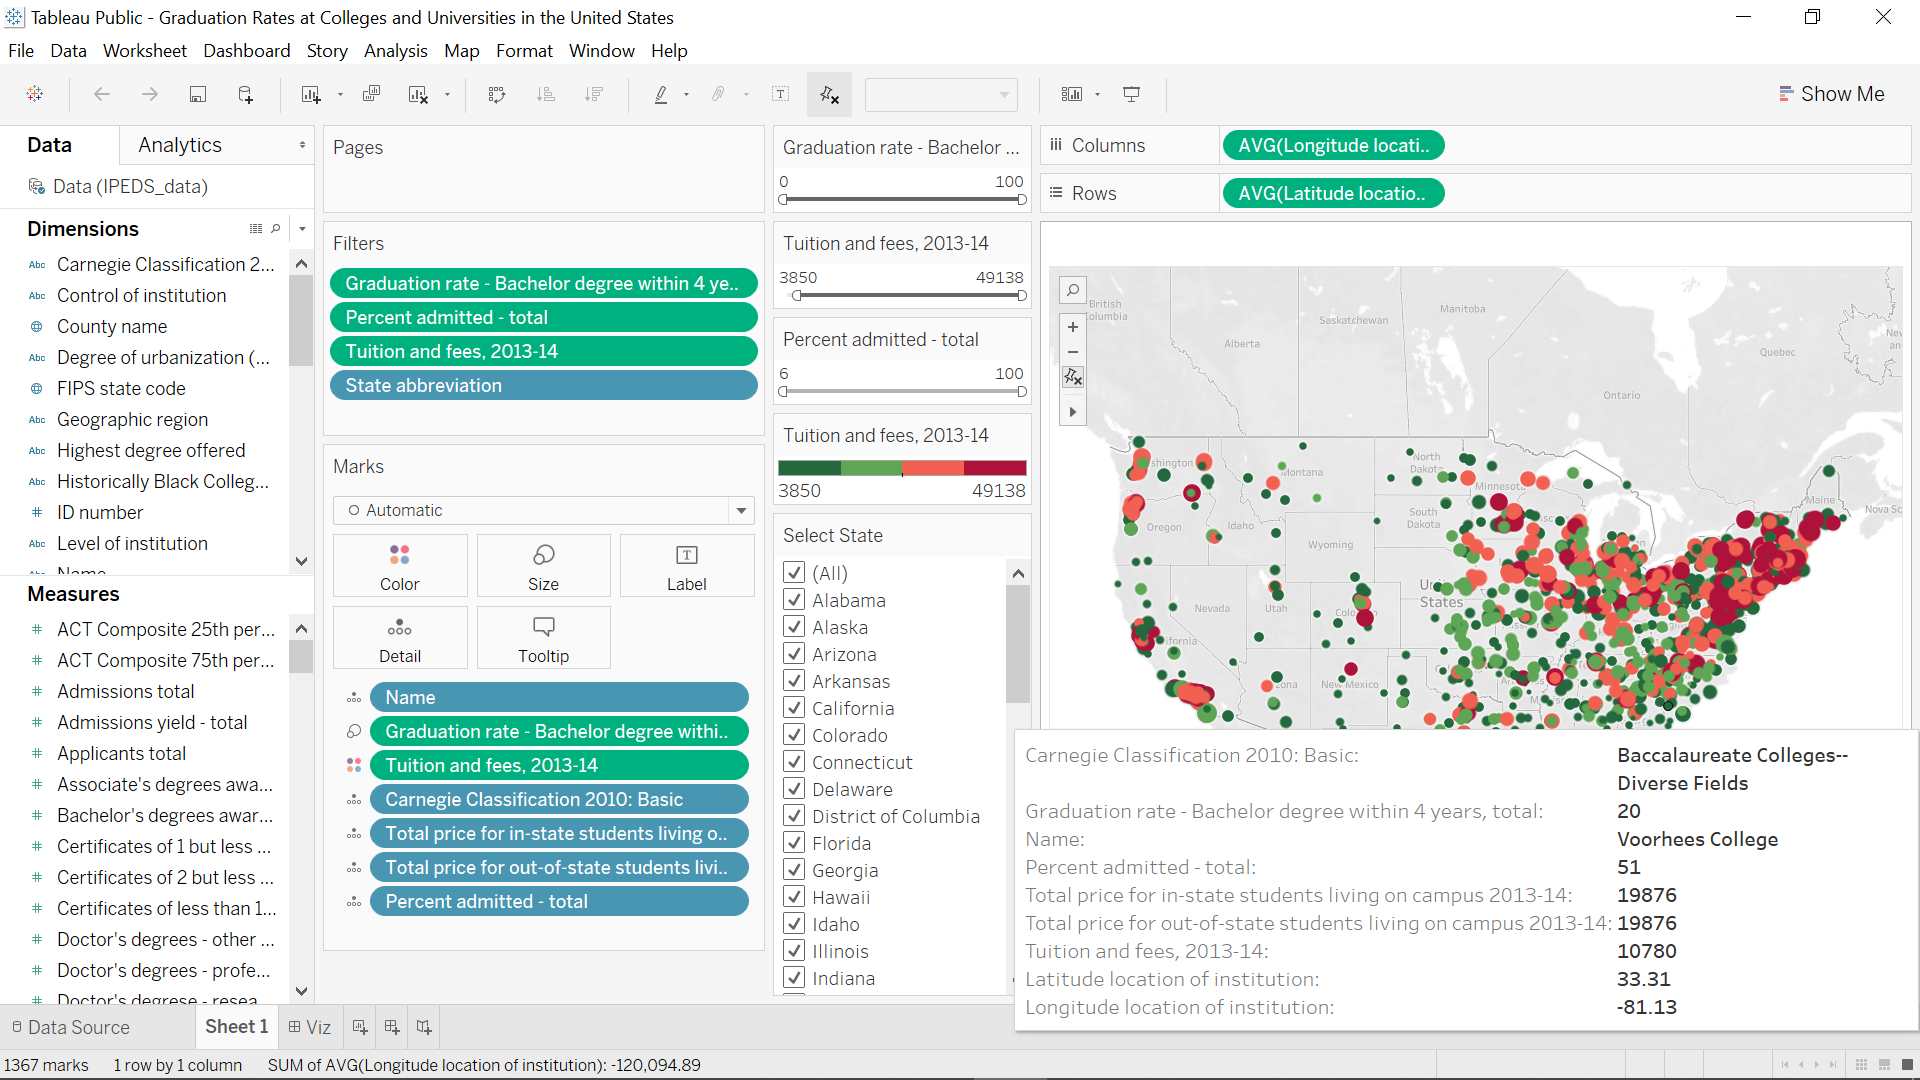 Tableau Public - Graduation Rates at Colleges and Universities in the United States
File Data Worksheet Dashboard Story Analysis Map Format Window Help
Show Me
Data
Analytics
Data (IPEDS_data)
Dimensions
Abc Carnegie Classification 2...
Abc Control of institution
County name
Abc Degree of urbanization (...
FIPS state code
Abc Geographic region
Abc Highest degree offered
Abc Historically Black Colleg...
# ID number
Abc Level of institution
Abc Name
Measures
# ACT Composite 25th per...
# ACT Composite 75th per...
# Admissions total
# Admissions yield - total
# Applicants total
# Associate's degrees awa...
# Bachelor's degrees awar...
# Certificates of 1 but less ...
# Certificates of 2 but less ...
# Certificates of less than 1...
# Doctor's degrees - other ...
# Doctor's degrees - profe...
# Doctor's degrese - resea
Pages
Filters
Graduation rate - Bachelor degree within 4 ye..
Percent admitted - total
Tuition and fees, 2013-14
State abbreviation
Marks
Automatic
Color
Size
Label
Detail
Tooltip
Name
Graduation rate - Bachelor degree withi..
Tuition and fees, 2013-14
Carnegie Classification 2010: Basic
Total price for in-state students living o..
Total price for out-of-state students livi..
Percent admitted - total
Graduation rate - Bachelor ...
0 100
Tuition and fees, 2013-14
3850 49138
Percent admitted - total
6 100
Tuition and fees, 2013-14
3850 49138
Select State
(All)
Alabama
Alaska
Arizona
Arkansas
California
Colorado
Connecticut
Delaware
District of Columbia
Florida
Georgia
Hawaii
Idaho
Illinois
Indiana
Columns
AVG(Longitude locati..
Rows
AVG(Latitude locatio..
British
Columbia
Alberta
Saskatchewan
Manitoba
Ontario
Quebec
Montana
North
Dakota
Minnesota
South
Dakota
Oregon
Idaho
Wyoming
Nevada
Utah
States
New Mexico
Maine
Nova Sc
Carnegie Classification 2010: Basic: Baccalaureate Colleges--
Diverse Fields
Graduation rate - Bachelor degree within 4 years, total: 20
Name: Voorhees College
Percent admitted - total: 51
Total price for in-state students living on campus 2013-14: 19876
Total price for out-of-state students living on campus 2013-14: 19876
Tuition and fees, 2013-14: 10780
Latitude location of institution: 33.31
Longitude location of institution: -81.13
Data Source
Sheet 1
Viz
1367 marks 1 row by 1 column SUM of AVG(Longitude location of institution): -120,094.89